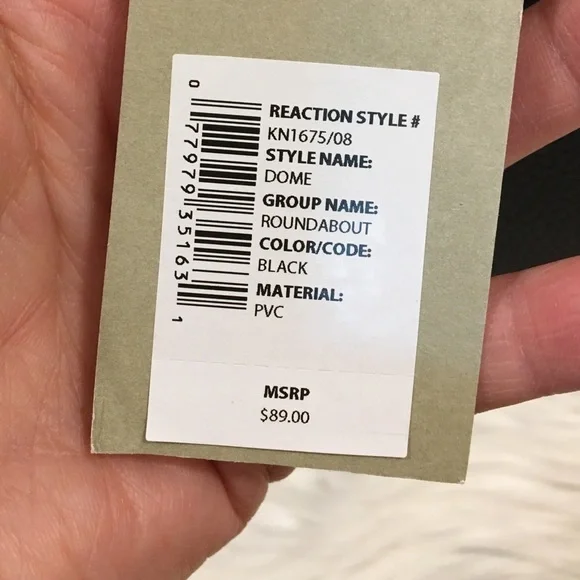 REACTION STYLE #
KN1675/08
STYLE NAME:
DOME
GROUP NAME:
ROUNDABOUT
COLOR/CODE:
BLACK
MATERIAL:
PVC
0 77979 35163 1
MSRP
$89.00